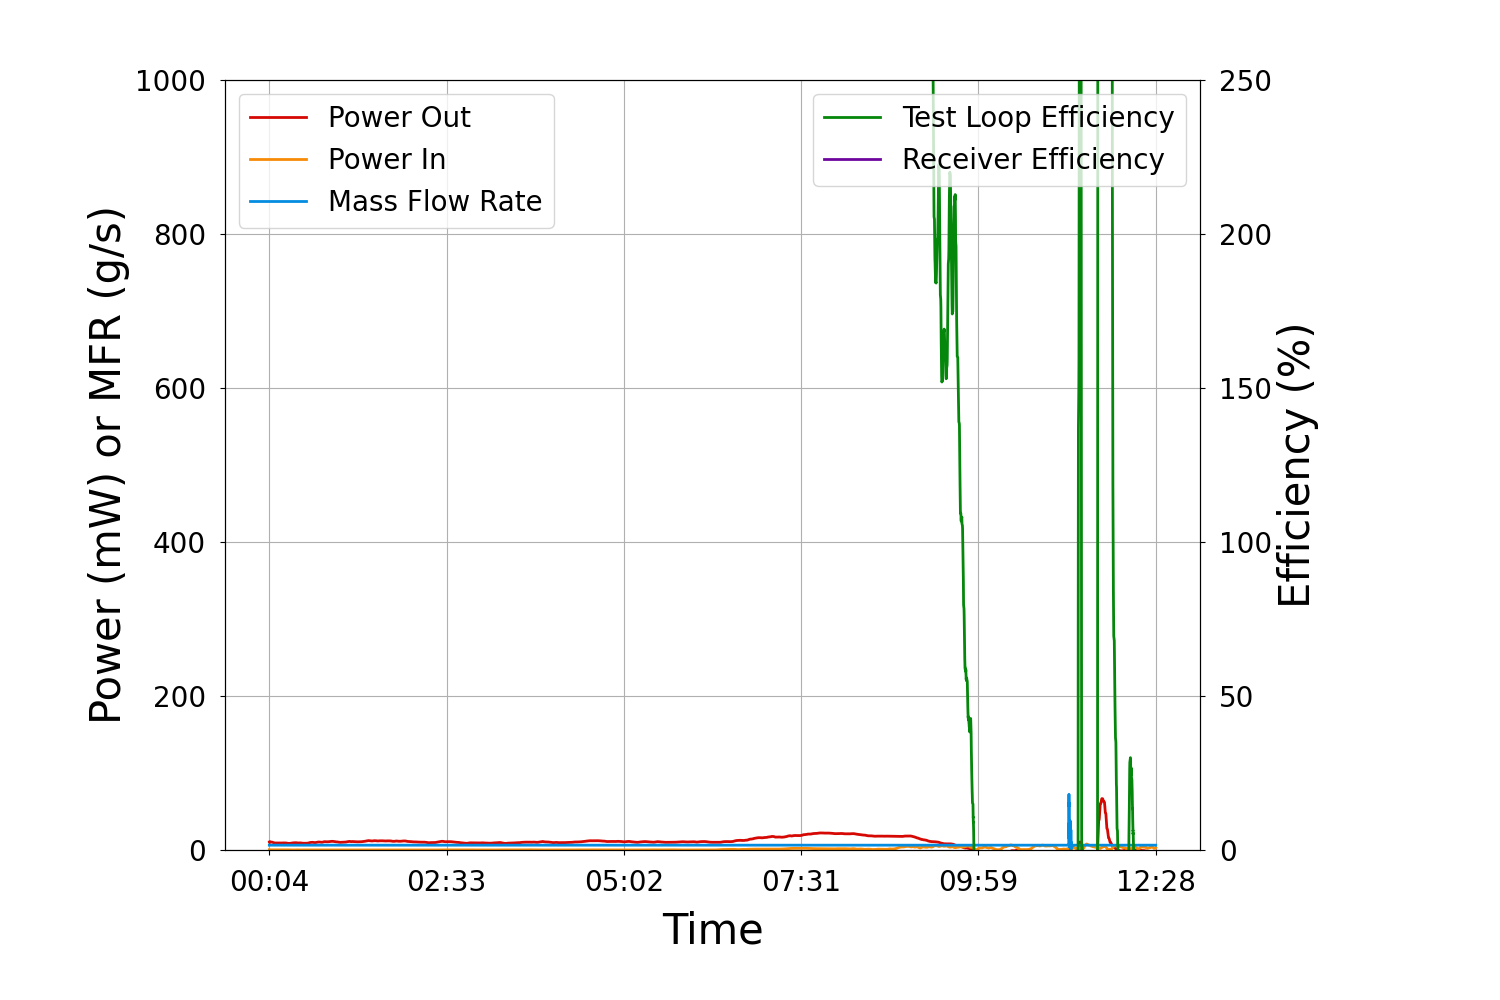 Power Out
Power In
Mass Flow Rate
Test Loop Efficiency
Receiver Efficiency
1000
800
600
400
200
0
Power (mW) or MFR (g/s)
250
200
150
100
50
0
Efficiency (%)
00:04 02:33 05:02 07:31 09:59 12:28
Time